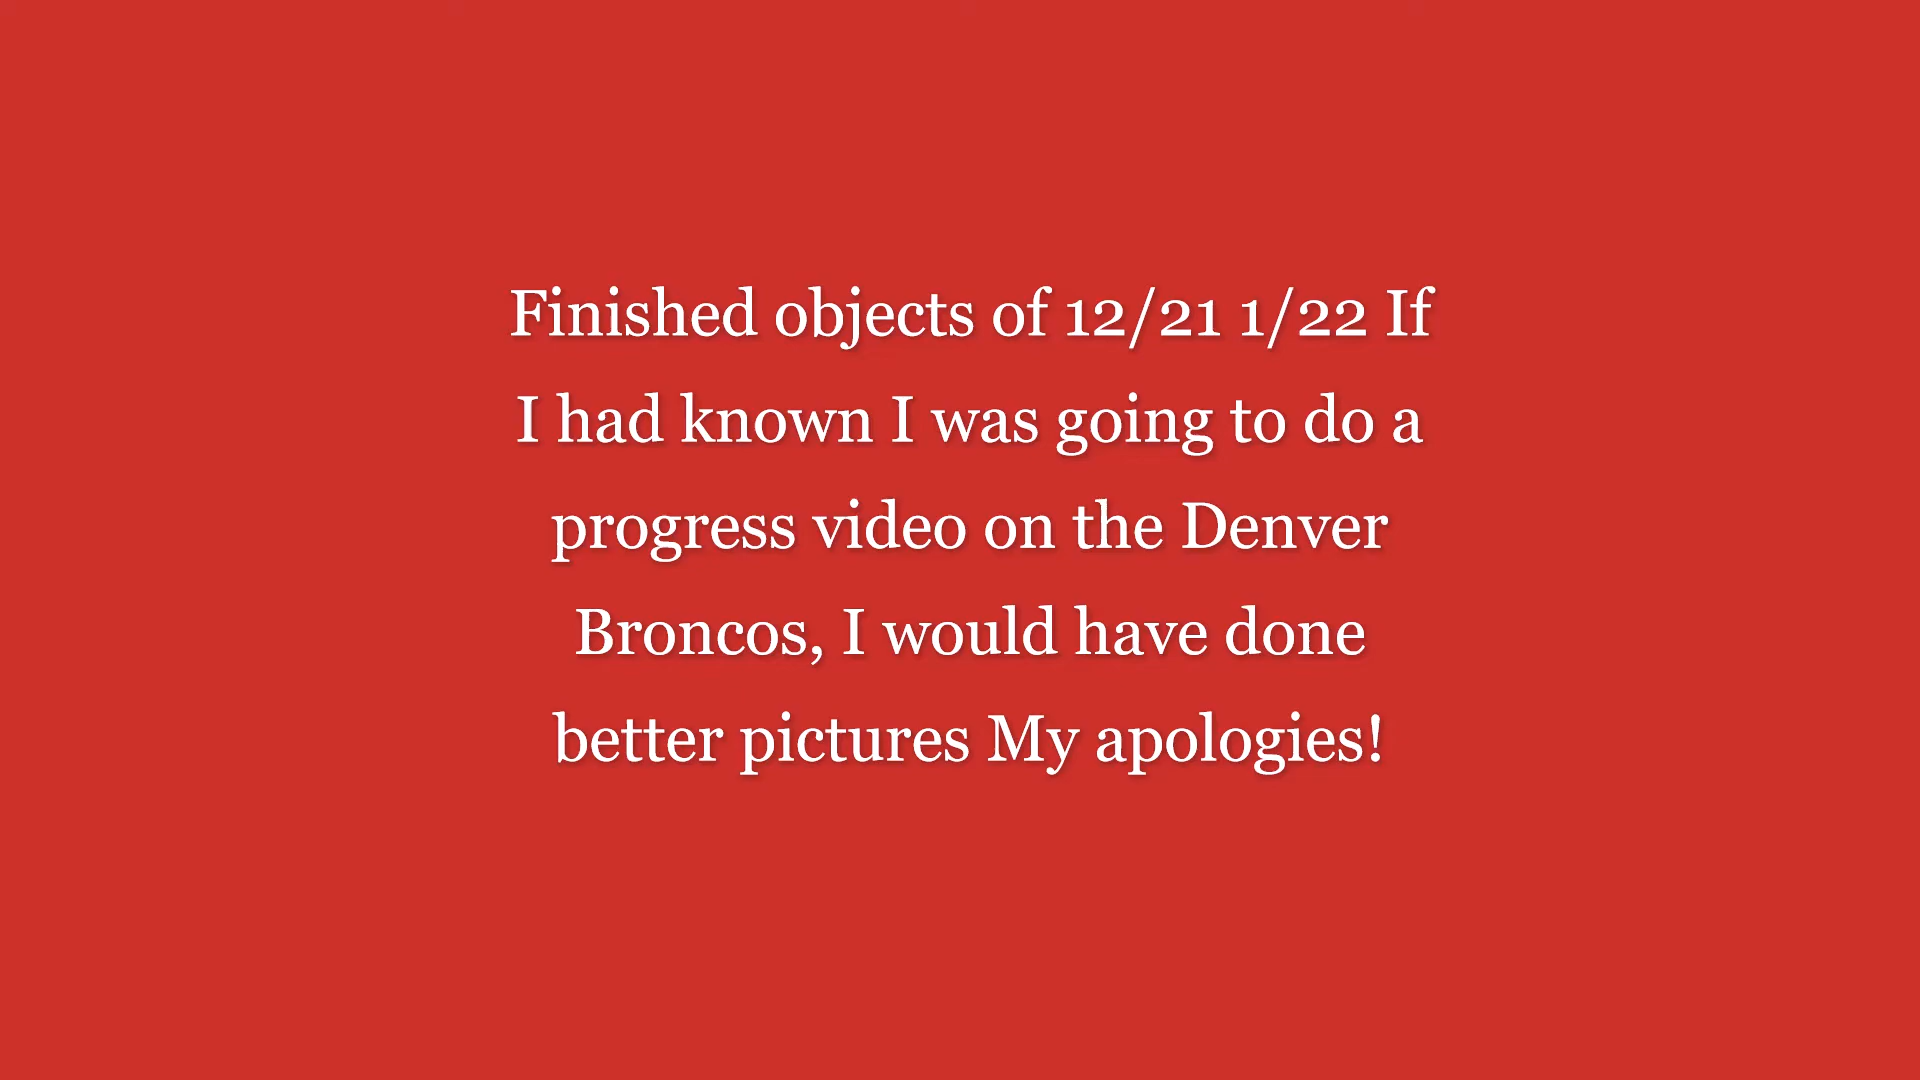 Finished objects of 12/21 1/22 If
I had known I was going to do a
progress video on the Denver
Broncos, I would have done
better pictures My apologies!